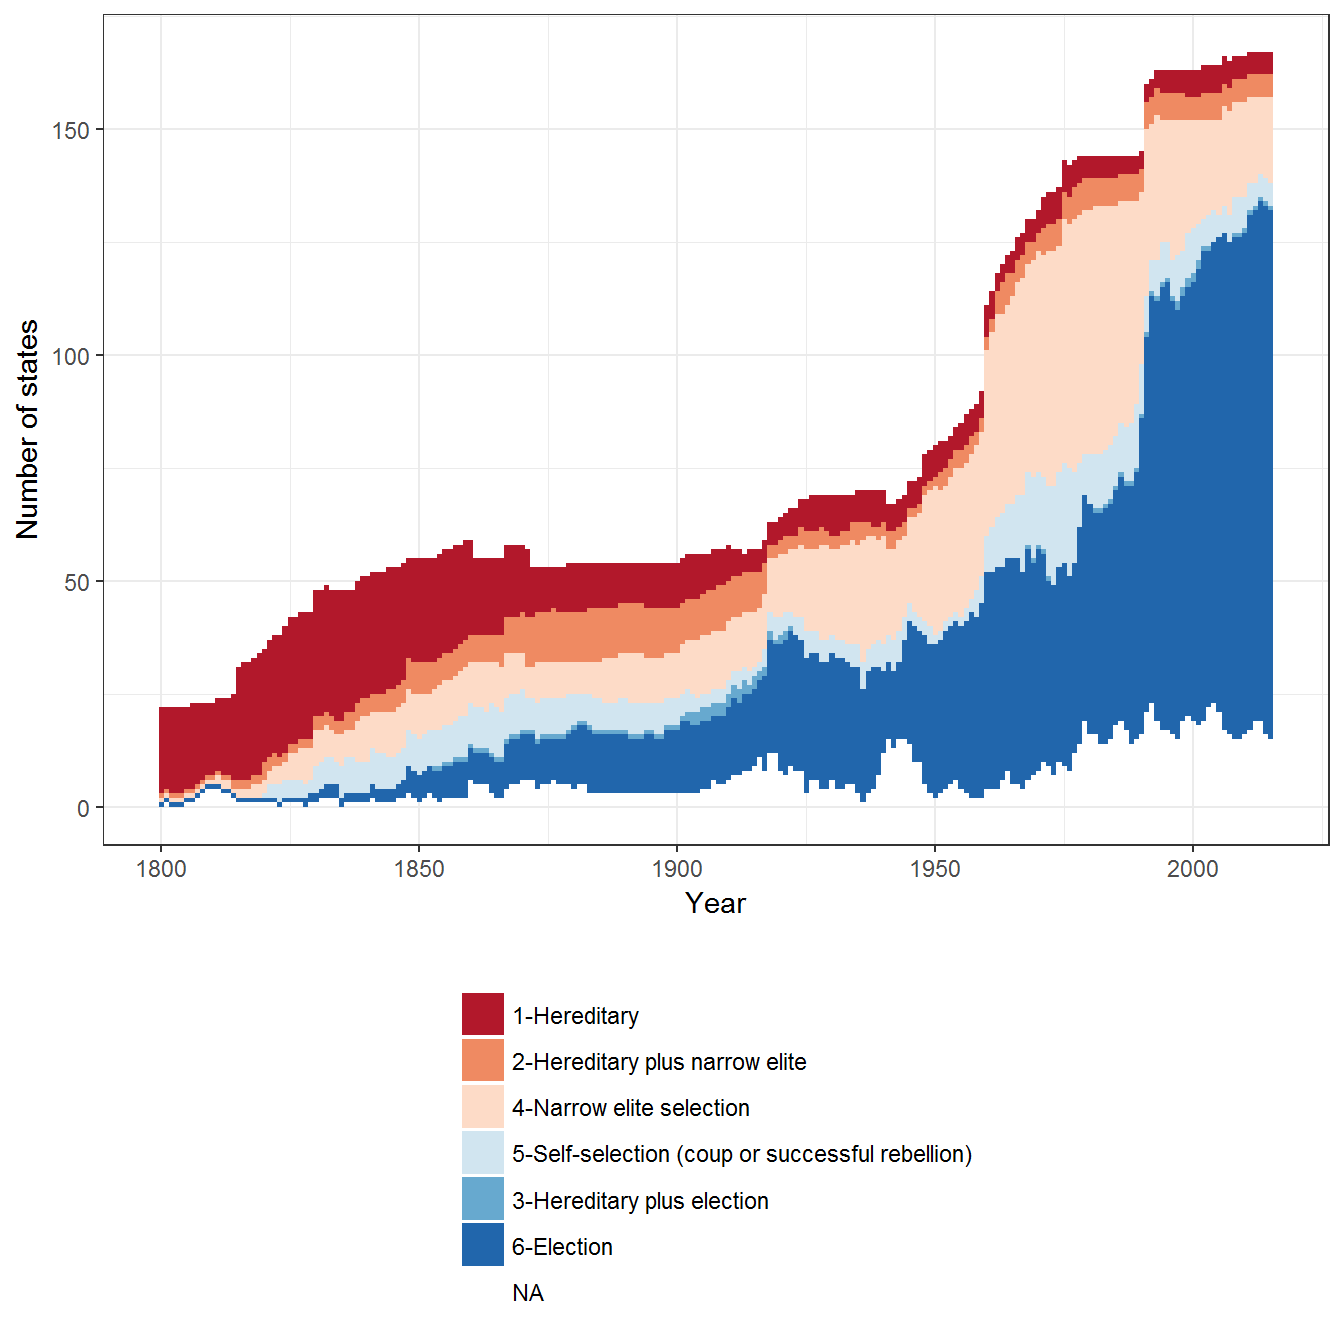 150
100
50
0
Number of states
1800
1850
1900
1950
2000
Year
1-Hereditary
2-Hereditary plus narrow elite
4-Narrow elite selection
5-Self-selection (coup or successful rebellion)
3-Hereditary plus election
6-Election
NA